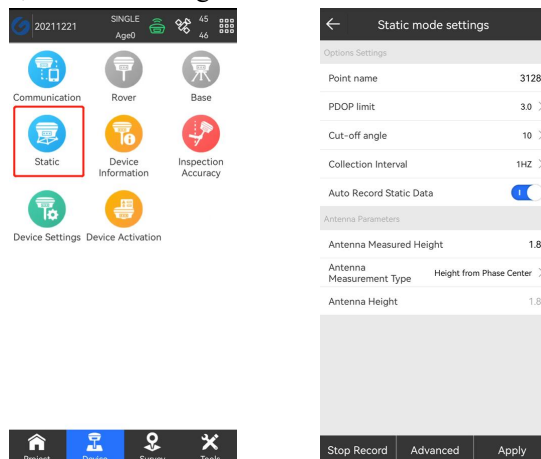 20211221
SINGLE
Age0
45
46
Communication
Rover
Base
Static
Device
Information
Inspection
Accuracy
Device Settings
Device Activation
Project
Device
Survey
Tools
Static mode settings
Options Settings
Point name 3128
PDOP limit 3.0
Cut-off angle 10
Collection Interval 1HZ
Auto Record Static Data
Antenna Parameters
Antenna Measured Height 1.8
Antenna
Measurement Type Height from Phase Center
Antenna Height 1.8
Stop Record
Advanced
Apply